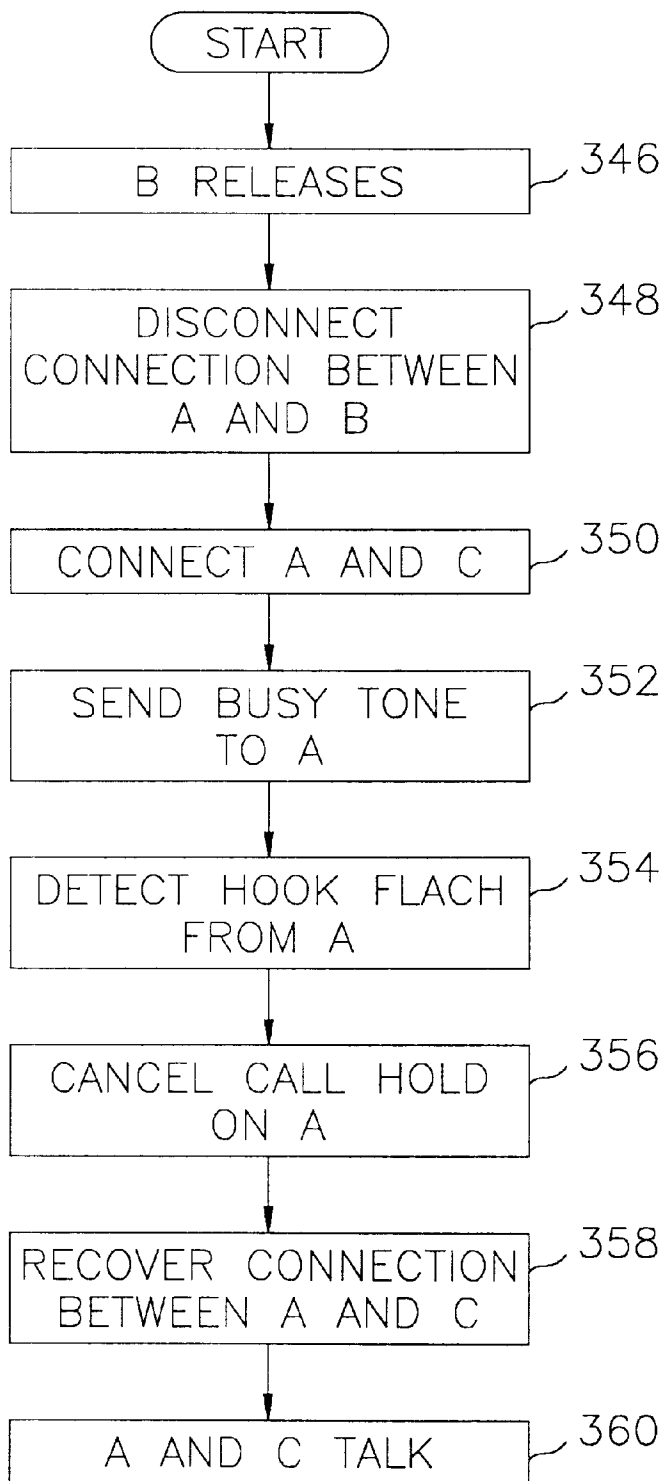 START
B RELEASES
346
DISCONNECT
CONNECTION BETWEEN
A AND B
348
CONNECT A AND C
350
SEND BUSY TONE
TO A
352
DETECT HOOK FLACH
FROM A
354
CANCEL CALL HOLD
ON A
356
RECOVER CONNECTION
BETWEEN A AND C
358
A AND C TALK
360